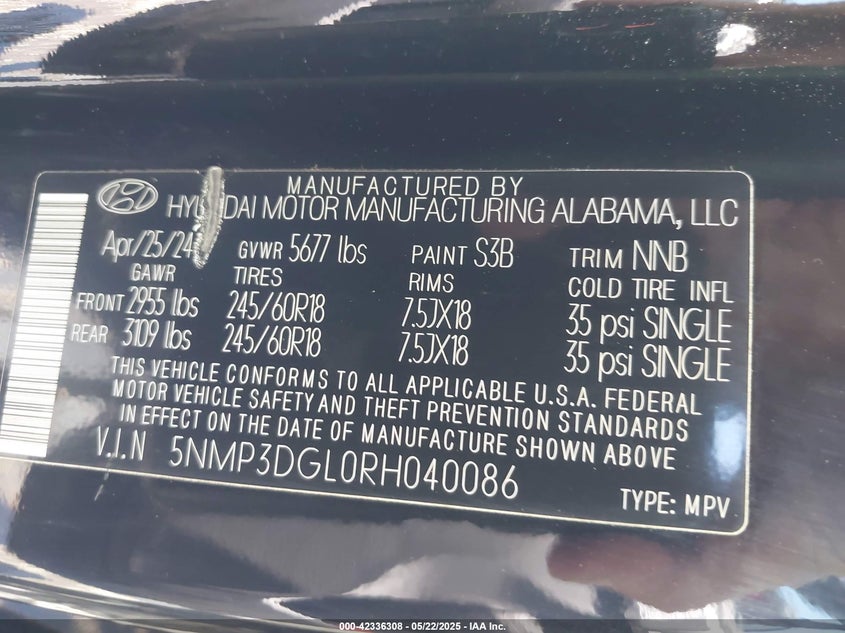 MANUFACTURED BY
HYUNDAI MOTOR MANUFACTURING ALABAMA, LLC
Apr/25/24 GVWR 5677 lbs PAINT S3B TRIM NNB
GAWR TIRES RIMS COLD TIRE INFL
FRONT 2955 lbs 245/60R18 7.5JX18 35 psi SINGLE
REAR 3109 lbs 245/60R18 7.5JX18 35 psi SINGLE
THIS VEHICLE CONFORMS TO ALL APPLICABLE U.S.A. FEDERAL
MOTOR VEHICLE SAFETY AND THEFT PREVENTION STANDARDS
IN EFFECT ON THE DATE OF MANUFACTURE SHOWN ABOVE
V.I.N 5NMP3DGL0RH040086
TYPE: MPV
000-42336308 - 05/22/2025 - IAA Inc.